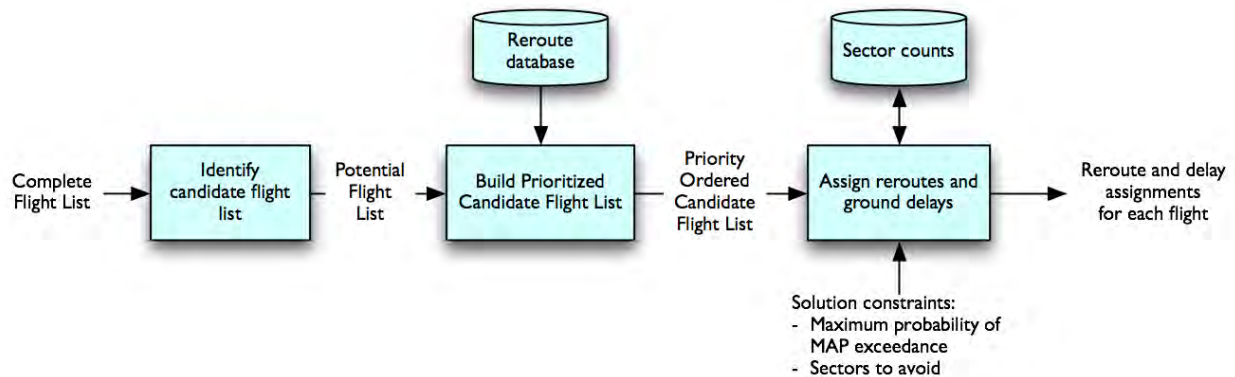 Reroute
database
Sector counts
Complete
Flight List
Identify
candidate flight
list
Potential
Flight
List
Build Prioritized
Candidate Flight List
Priority
Ordered
Candidate
Flight List
Assign reroutes and
ground delays
Reroute and delay
assignments
for each flight
Solution constraints:
- Maximum probability of
MAP exceedance
- Sectors to avoid